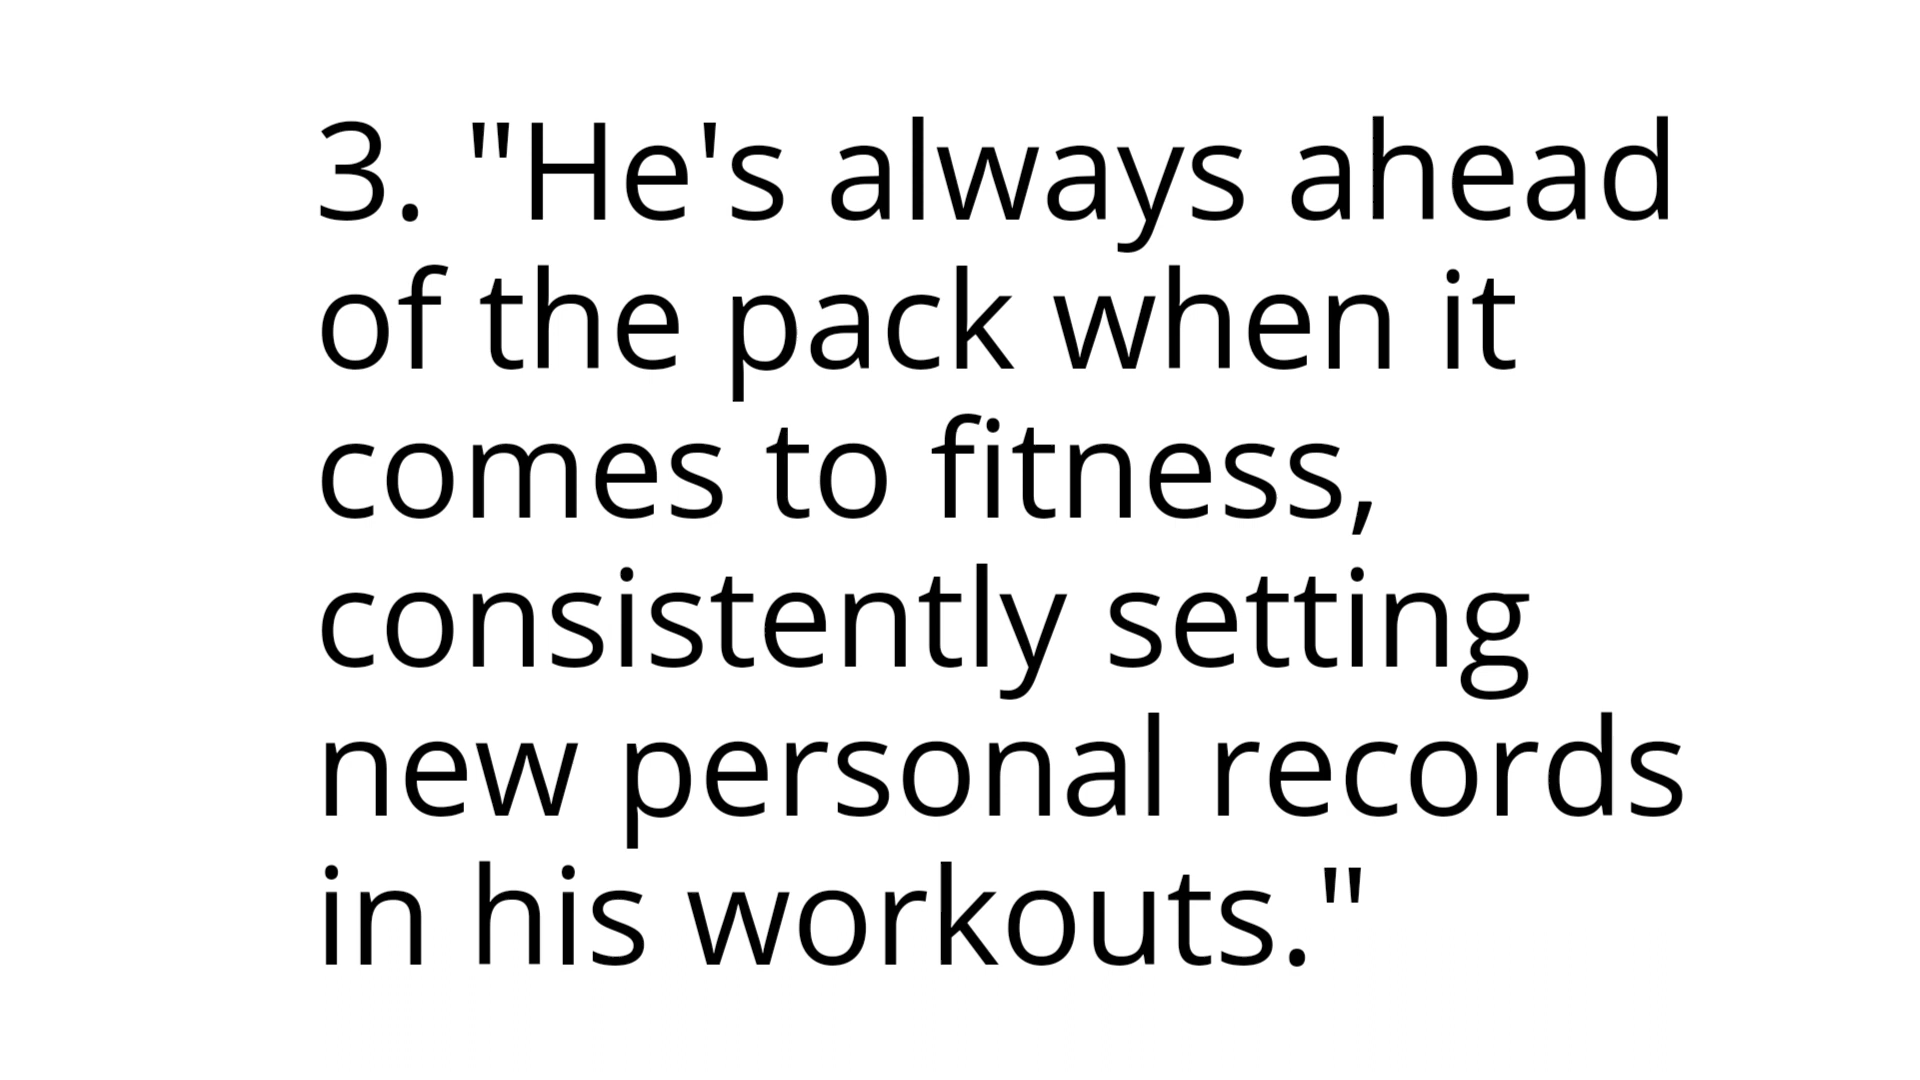 3. "He's always ahead
of the pack when it
comes to fitness,
consistently setting
new personal records
in his workouts."